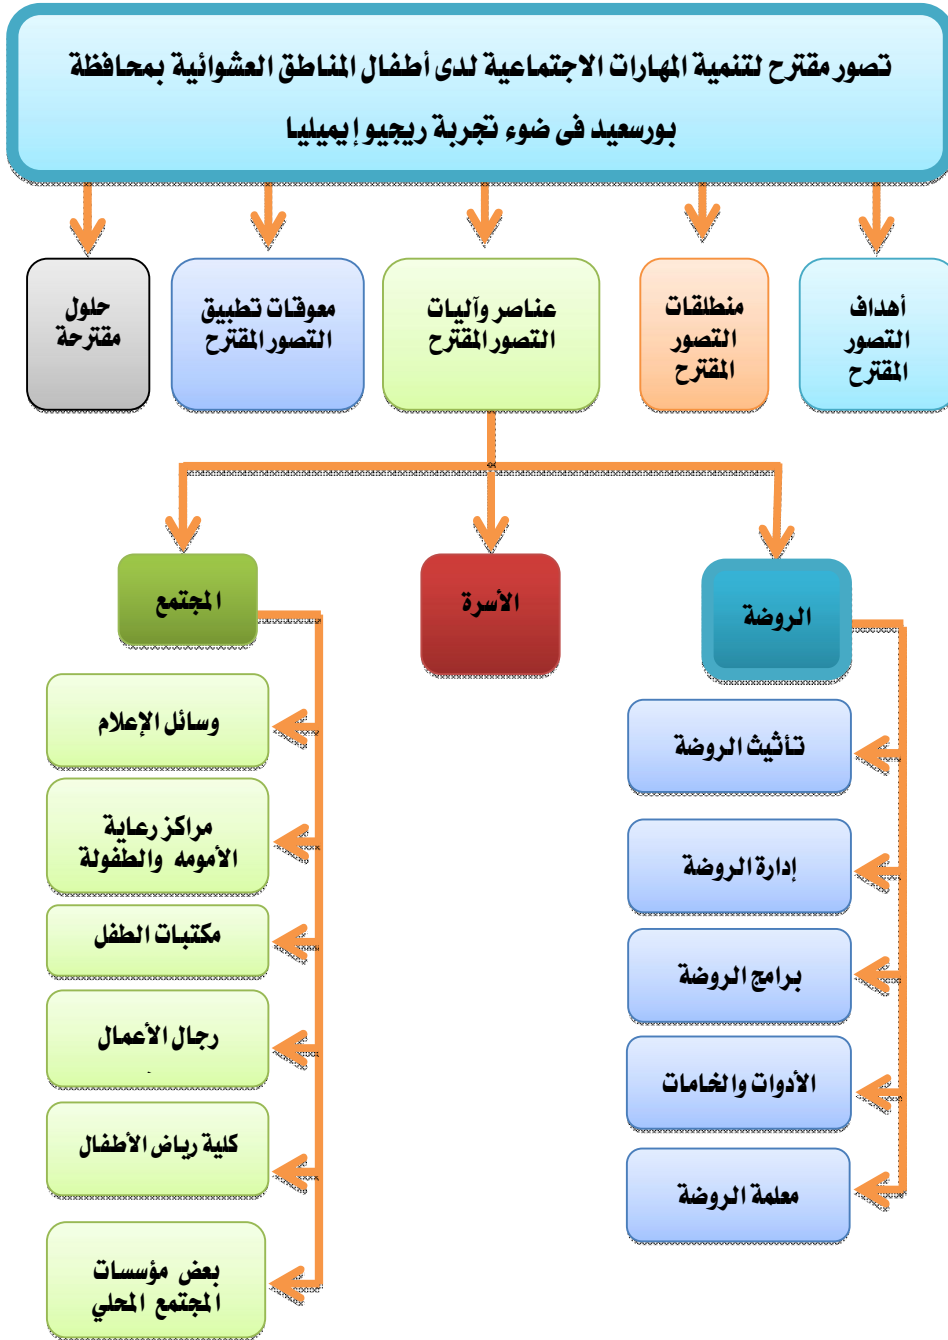 تصور مقترح لتنمية المهارات الاجتماعية لدى أطفال المناطق العشوائية بمحافظة
بورسعيد فى ضوء تجربة ريجيو إيميليا
أهداف
التصور
المقترح
منطلقات
التصور
المقترح
عناصر وآليات
التصور المقترح
معوقات تطبيق
التصور المقترح
حلول
مقترحة
الروضة
الأسرة
المجتمع
تأثيث الروضة
إدارة الروضة
برامج الروضة
الأدوات والخامات
معلمة الروضة
وسائل الإعلام
مراكز رعاية
الأمومه والطفولة
مكتبات الطفل
رجال الأعمال
كلية رياض الأطفال
بعض مؤسسات
المجتمع المحلي